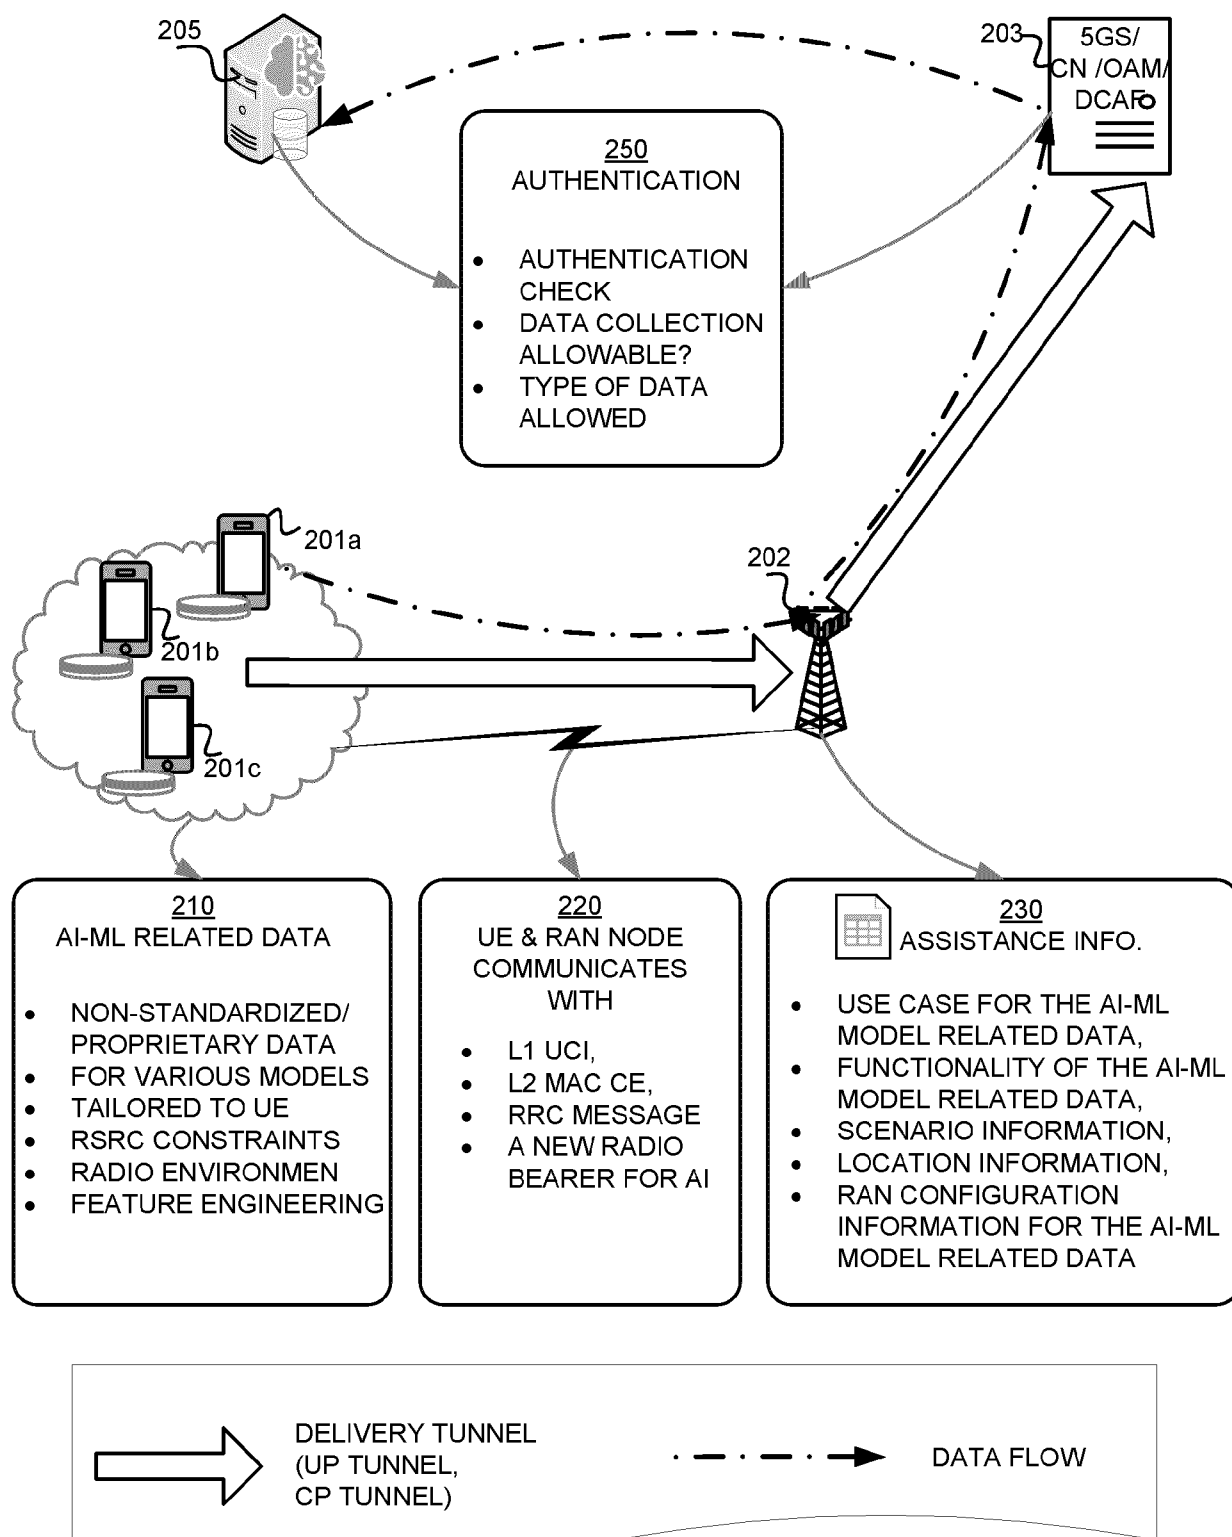 205
203
5GS/
CN /OAM/
DCAF
250
AUTHENTICATION
• AUTHENTICATION
CHECK
• DATA COLLECTION
ALLOWABLE?
• TYPE OF DATA
ALLOWED
201a
201b
201c
202
210
AI-ML RELATED DATA
• NON-STANDARDIZED/
PROPRIETARY DATA
• FOR VARIOUS MODELS
• TAILORED TO UE
• RSRC CONSTRAINTS
• RADIO ENVIRONMEN
• FEATURE ENGINEERING
220
UE & RAN NODE
COMMUNICATES
WITH
• L1 UCI,
• L2 MAC CE,
• RRC MESSAGE
• A NEW RADIO
BEARER FOR AI
230
ASSISTANCE INFO.
• USE CASE FOR THE AI-ML
MODEL RELATED DATA,
• FUNCTIONALITY OF THE AI-ML
MODEL RELATED DATA,
• SCENARIO INFORMATION,
• LOCATION INFORMATION,
• RAN CONFIGURATION
INFORMATION FOR THE AI-ML
MODEL RELATED DATA
DELIVERY TUNNEL
(UP TUNNEL,
CP TUNNEL)
DATA FLOW